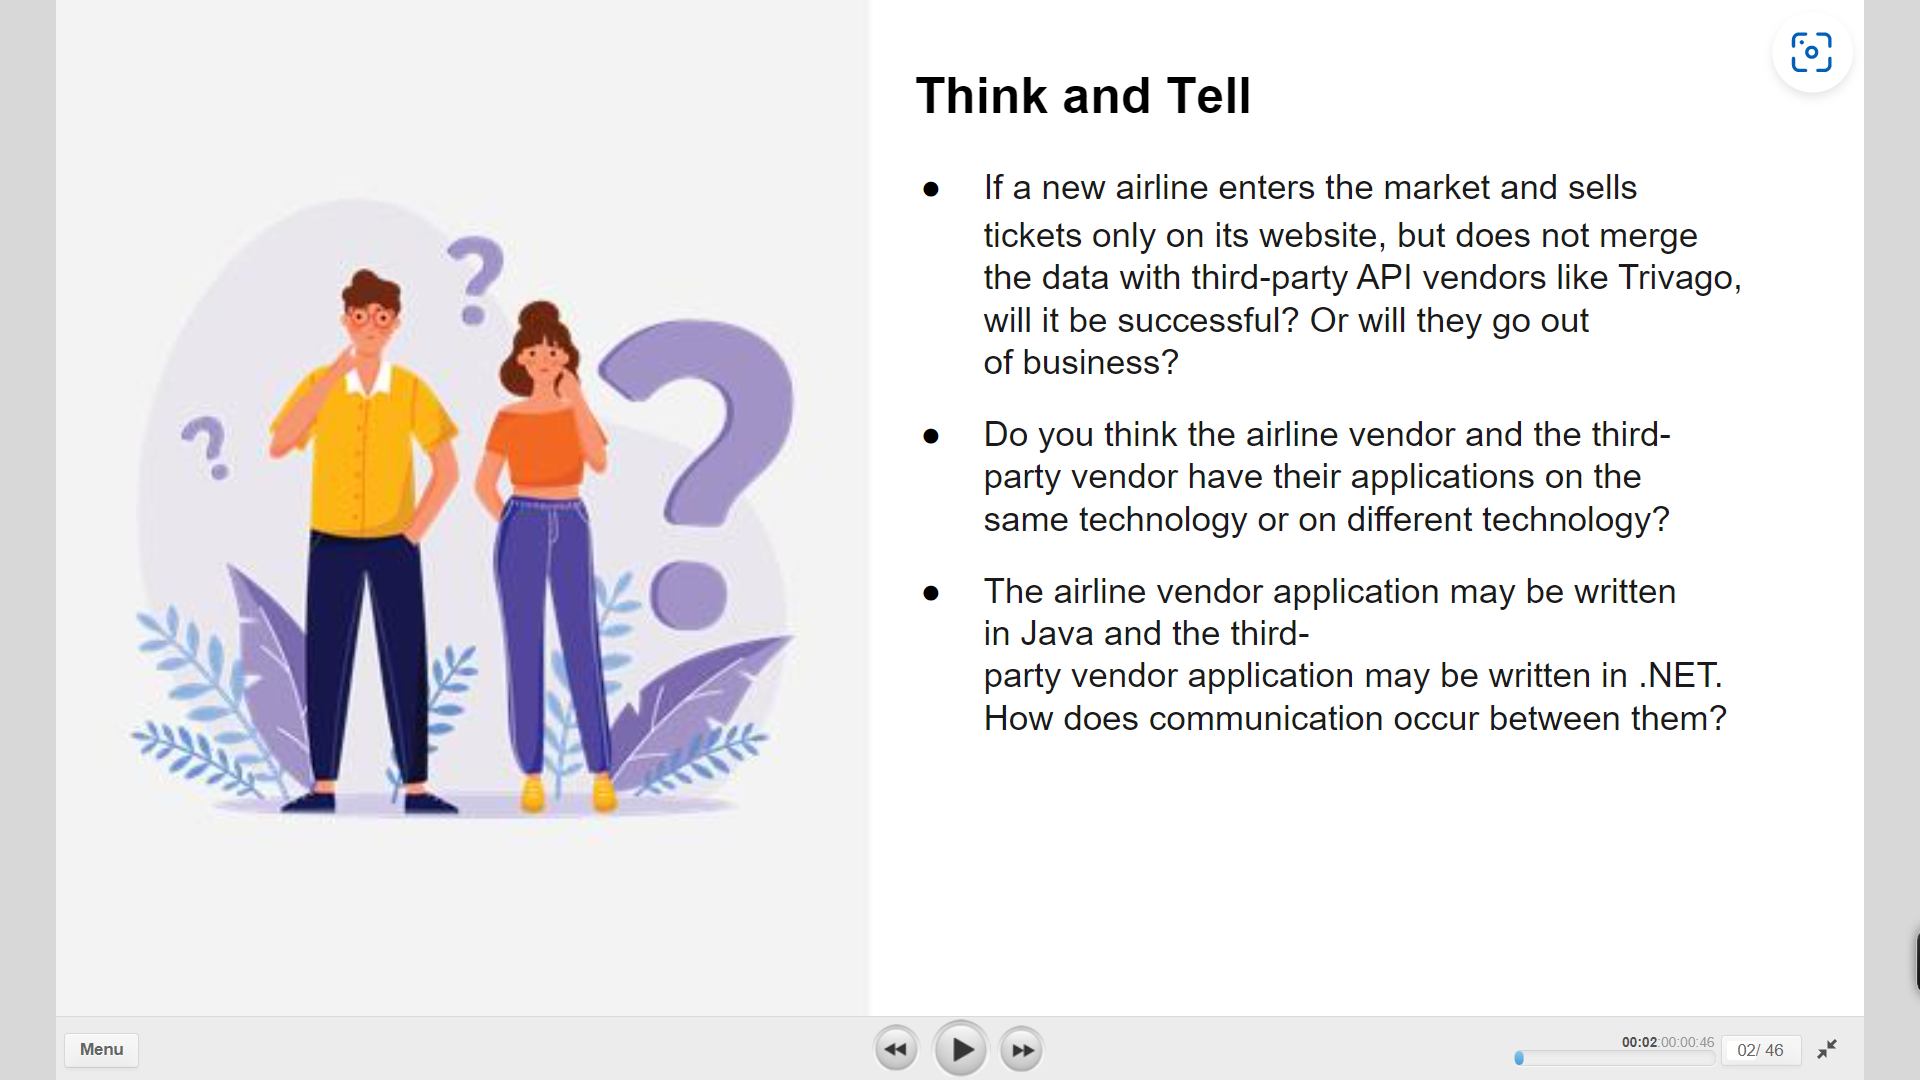 Think and Tell
● If a new airline enters the market and sells
tickets only on its website, but does not merge
the data with third-party API vendors like Trivago,
will it be successful? Or will they go out
of business?
● Do you think the airline vendor and the third-
party vendor have their applications on the
same technology or on different technology?
● The airline vendor application may be written
in Java and the third-
party vendor application may be written in .NET.
How does communication occur between them?
? ? ?
Menu
00:02:00:00:46
02/ 46